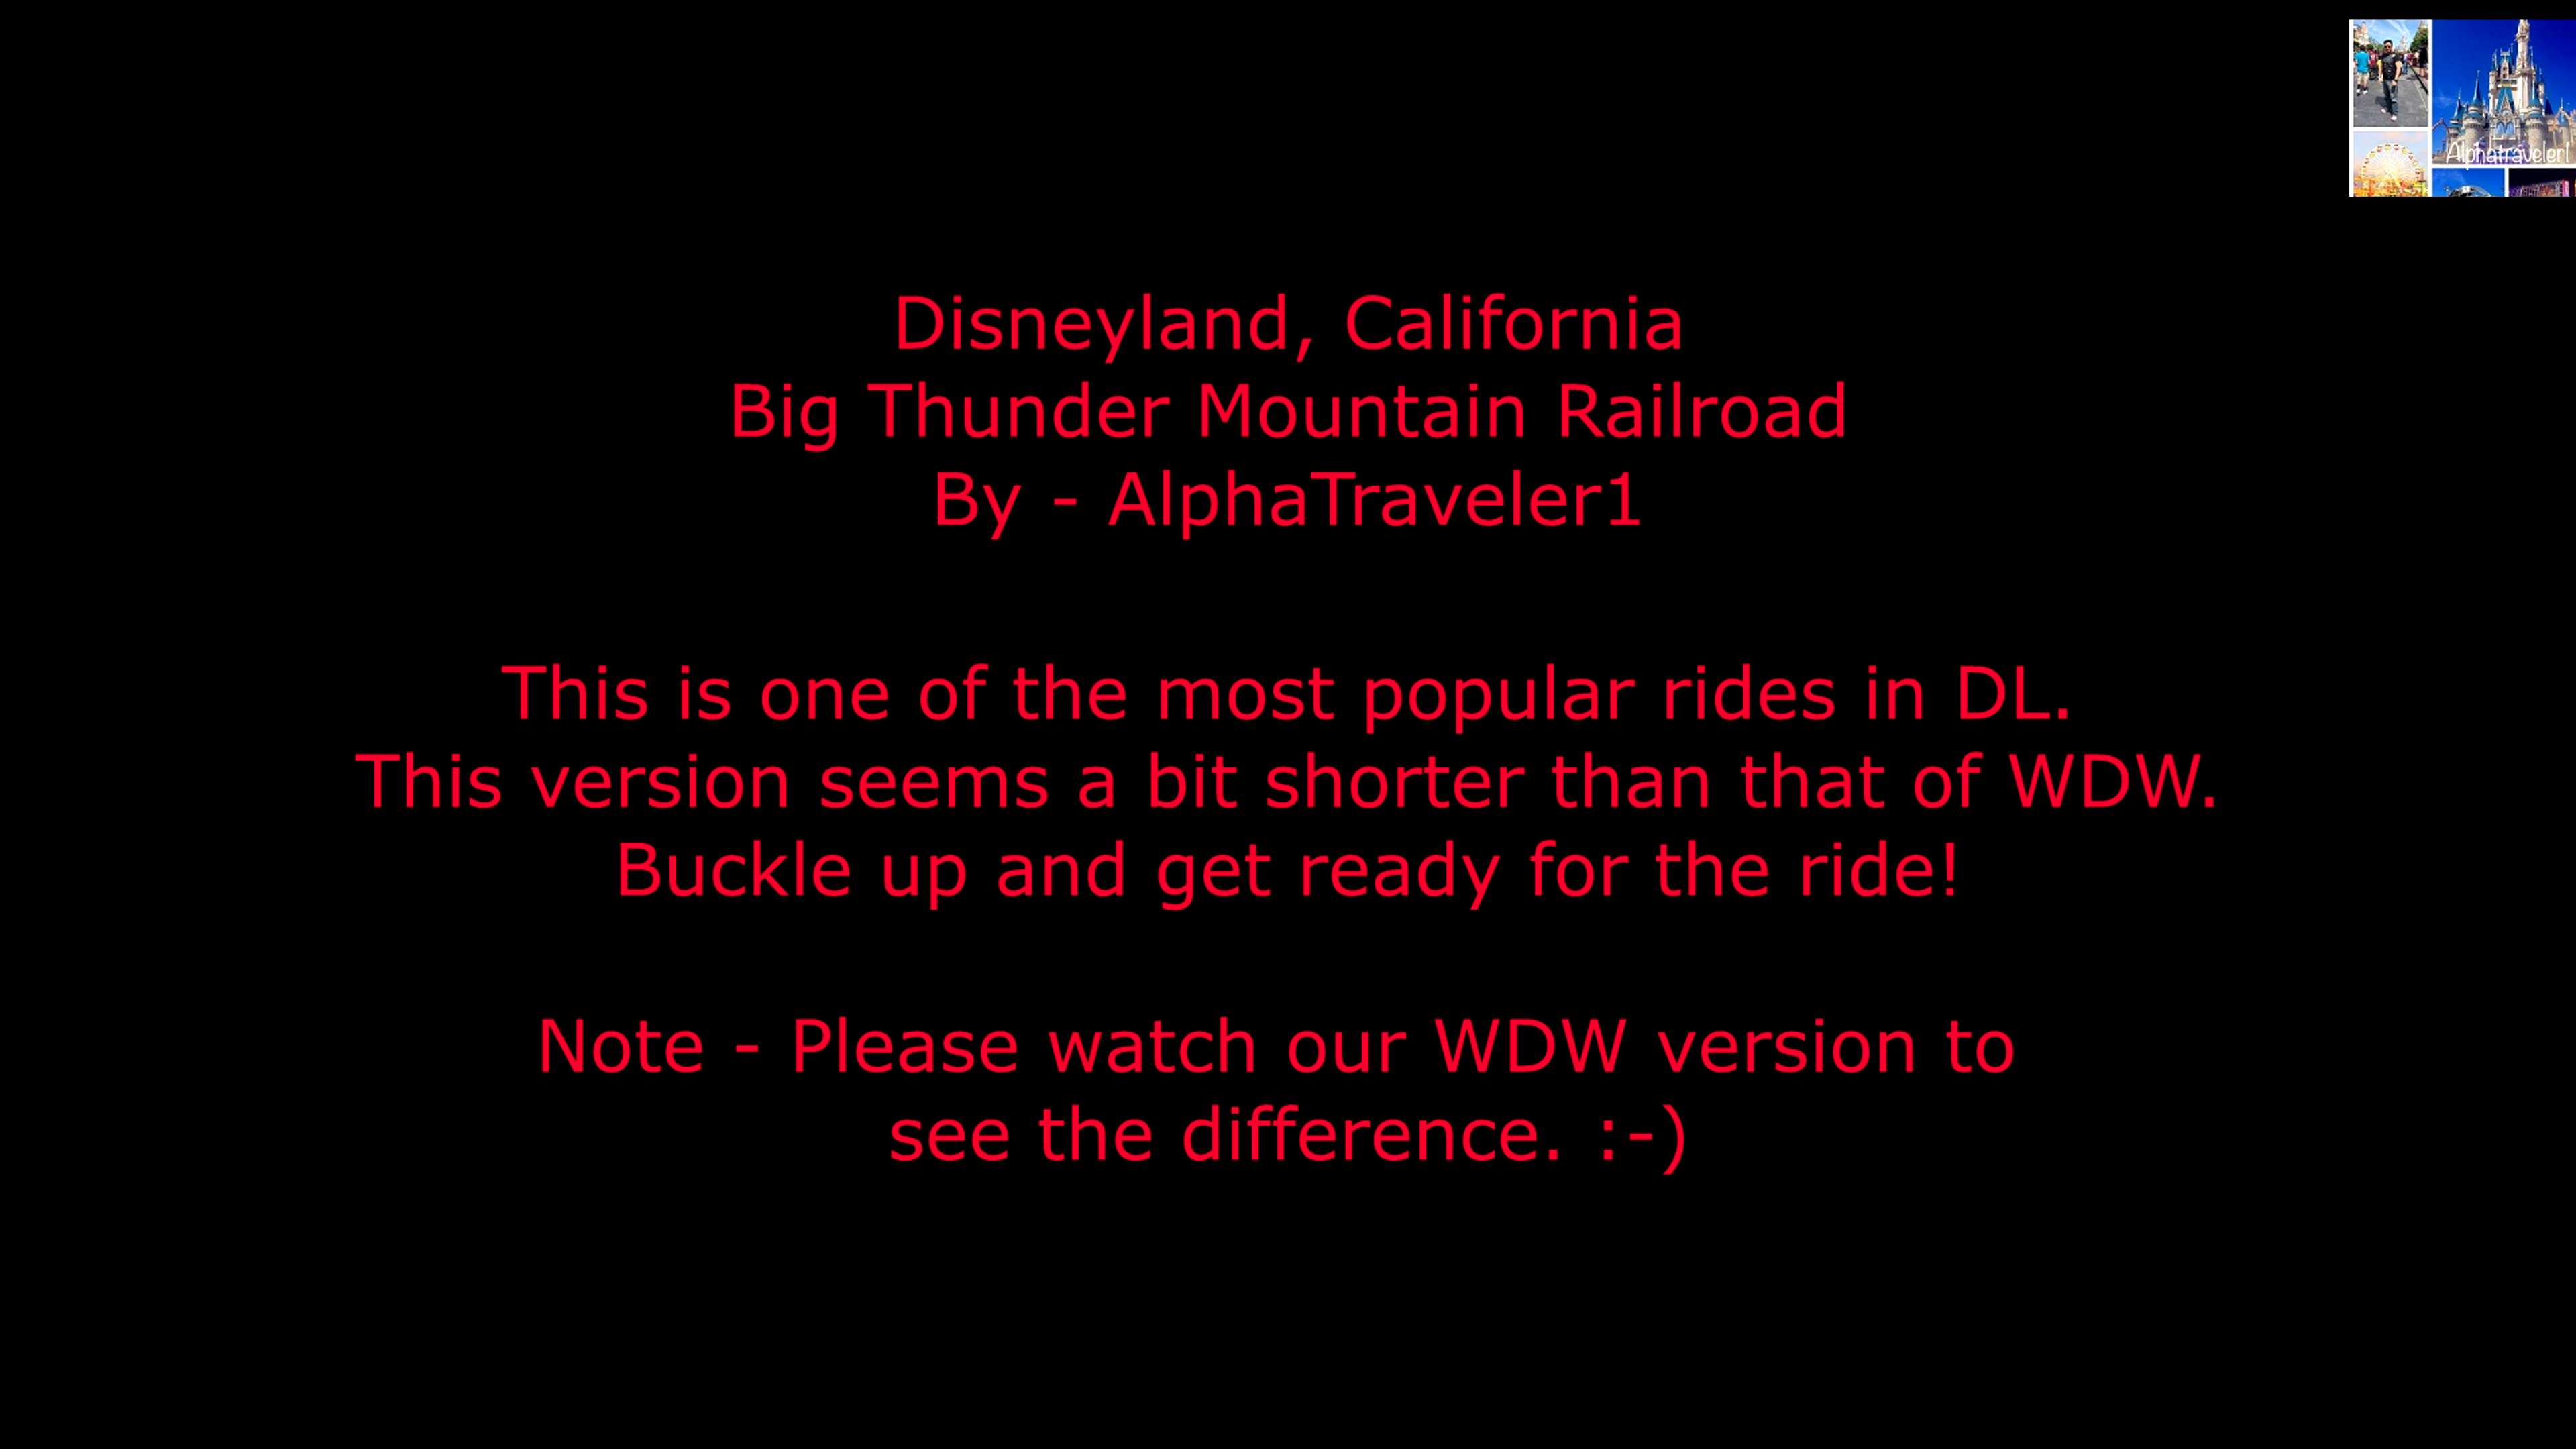 Alphatraveler1
Disneyland, California
Big Thunder Mountain Railroad
By - AlphaTraveler1
This is one of the most popular rides in DL.
This version seems a bit shorter than that of WDW.
Buckle up and get ready for the ride!
Note - Please watch our WDW version to
see the difference. :-)